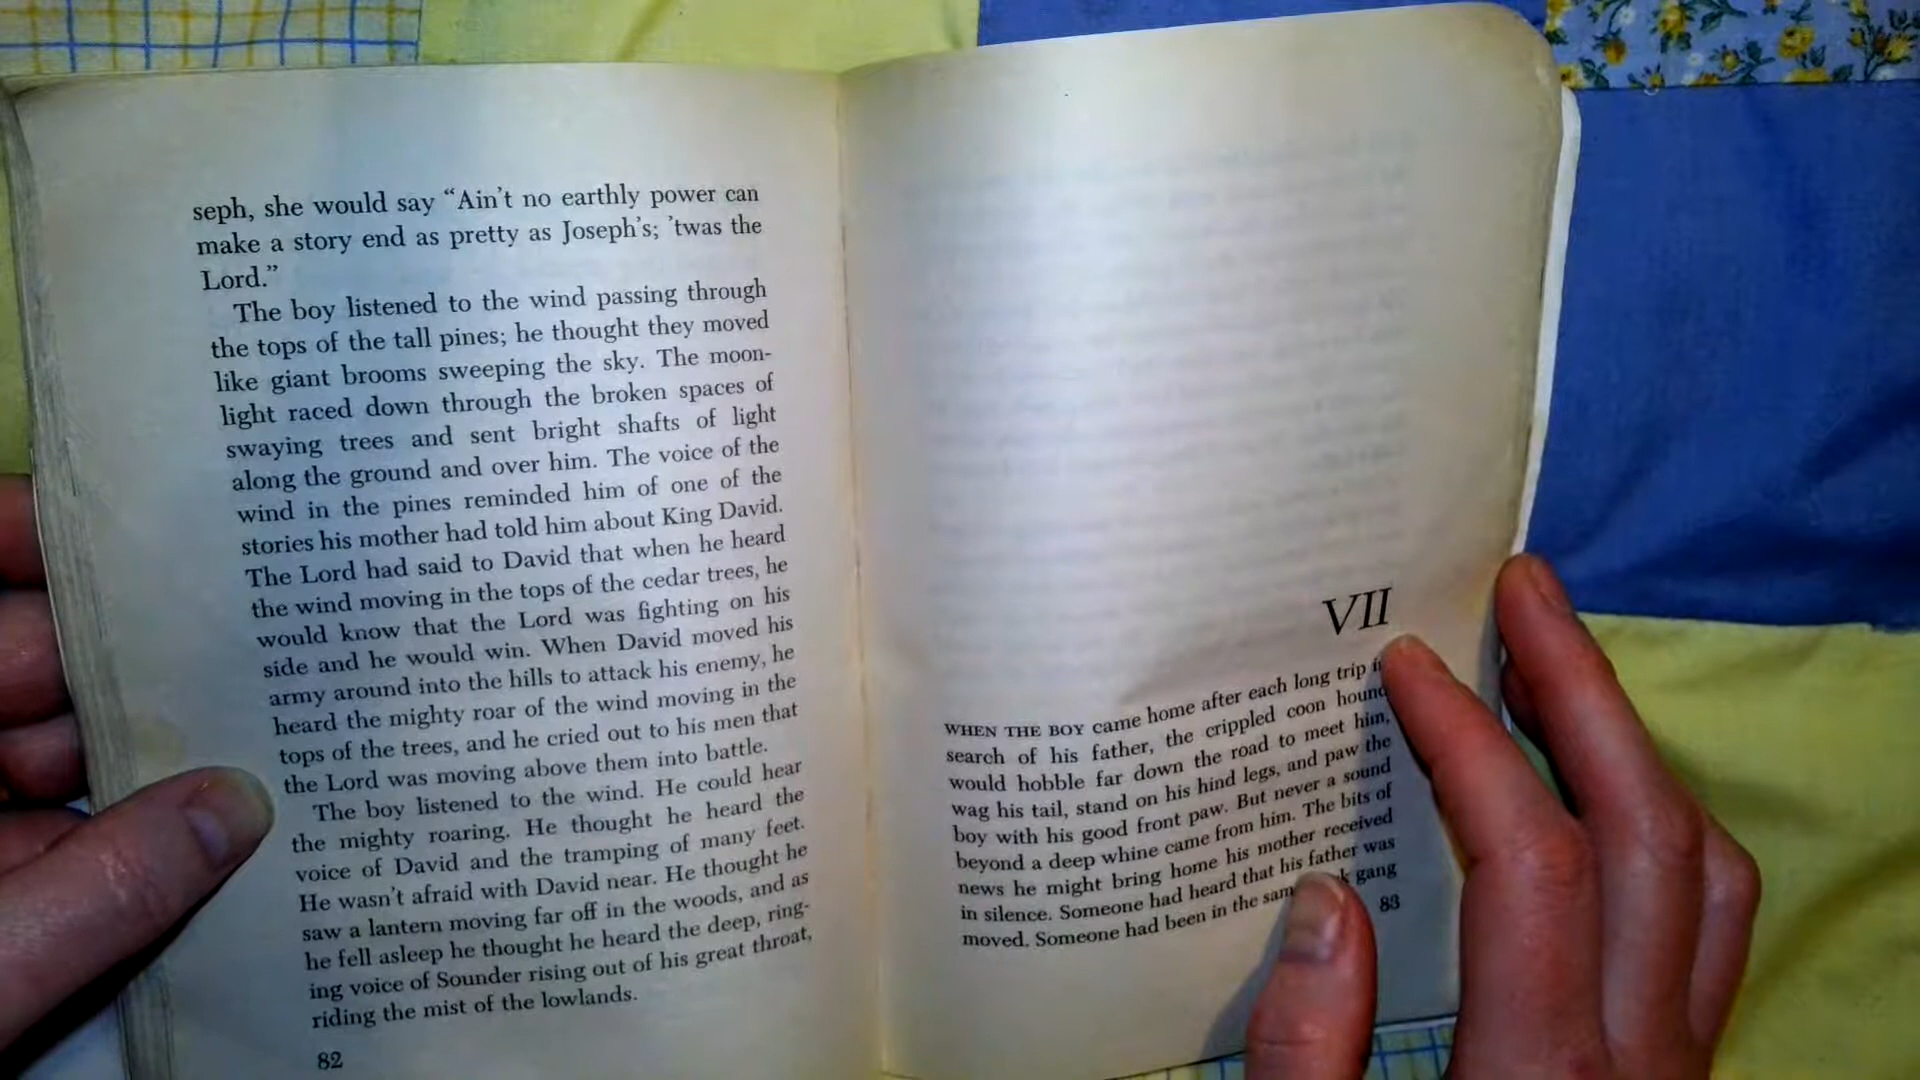 seph, she would say “Ain’t no earthly power can
make a story end as pretty as Joseph’s; ’twas the
Lord.”
The boy listened to the wind passing through
the tops of the tall pines; he thought they moved
like giant brooms sweeping the sky. The moon-
light raced down through the broken spaces of
swaying trees and sent bright shafts of light
along the ground and over him. The voice of the
wind in the pines reminded him of one of the
stories his mother had told him about King David.
The Lord had said to David that when he heard
the wind moving in the tops of the cedar trees, he
would know that the Lord was fighting on his
side and he would win. When David moved his
army around into the hills to attack his enemy, he
heard the mighty roar of the wind moving in the
tops of the trees, and he cried out to his men that
the Lord was moving above them into battle.
The boy listened to the wind. He could hear
the mighty roaring. He thought he heard the
voice of David and the tramping of many feet.
He wasn’t afraid with David near. He thought he
saw a lantern moving far off in the woods, and as
he fell asleep he thought he heard the deep, ring-
ing voice of Sounder rising out of his great throat,
riding the mist of the lowlands.
82
VII
WHEN THE BOY came home after each long trip
search of his father, the crippled coon hound
would hobble far down the road to meet him,
wag his tail, stand on his hind legs, and paw the
boy with his good front paw. But never a sound
beyond a deep whine came from him. The bits of
news he might bring home his mother received
in silence. Someone had heard that his father was
moved. Someone had been in the gang
83